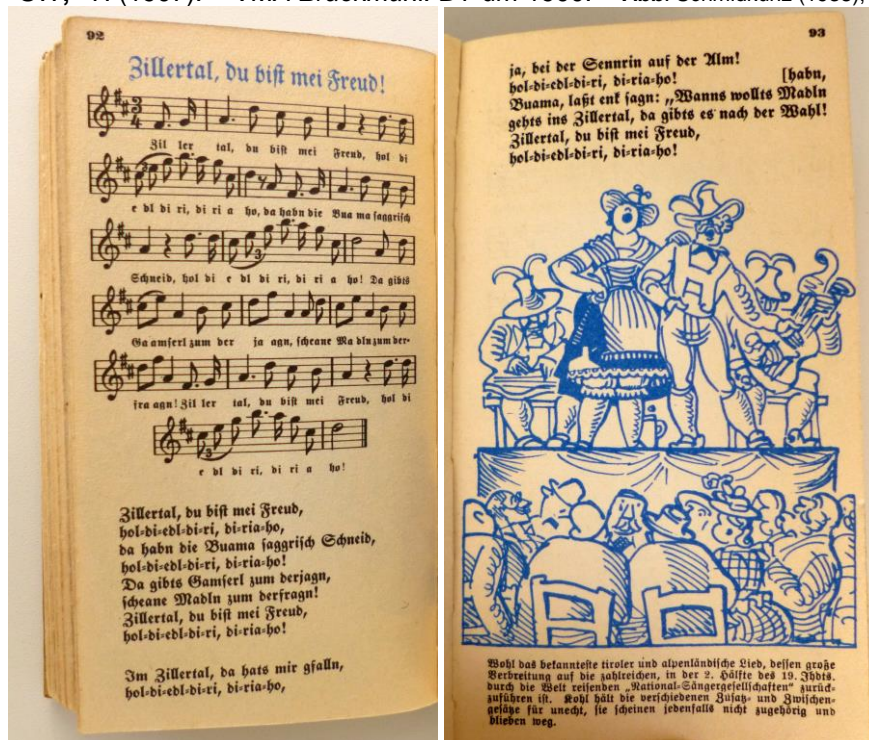 Bruckmann um
92
Zillertal, du bist mei Freud!
3
4
Zil ler tal, du bist mei Freud, hol di
e dl di ri, di ri a ho, da habn die Bua ma saggrisch
3
Schneid, hol di e dl di ri, di ri a ho! Da gibts
Ga amserl zum der ja agn, scheane Ma dln zum der-
fra agn! Zil ler tal, du bist mei Freud, hol di
3
e dl di ri, di ri a ho!
Zillertal, du bist mei Freud,
hol-di-edl-di-ri, di-ria-ho,
da habn die Buama saggrisch Schneid,
hol-di-edl-di-ri, di-ria-ho!
Da gibts Gamserl zum derjagn,
scheane Madln zum derfragn!
Zillertal, du bist mei Freud,
hol-di-edl-di-ri, di-ria-ho!
Im Zillertal, da hats mir gfalln,
hol-di-edl-di-ri, di-ria-ho,
93
ja, bei der Sennrin auf der Alm!
hol-di-edl-di-ri, di-ria-ho! [habn,
Buama, laßt enk sagn: „Wanns wollts Madln
gehts ins Zillertal, da gibts es nach der Wahl!
Zillertal, du bist mei Freud,
hol-di-edl-di-ri, di-ria-ho!
Wohl das bekannteste tiroler und alpenländische Lied, dessen große
Verbreitung auf die zahlreichen, in der 2. Hälfte des 19. Jhdts.
durch die Welt reisenden „National-Sängergesellschaften“ zurück-
zuführen ist. Kohl hält die verschiedenen Zusatz- und Zwischen-
gesätze für unecht, sie scheinen jedenfalls nicht zugehörig und
blieben weg.